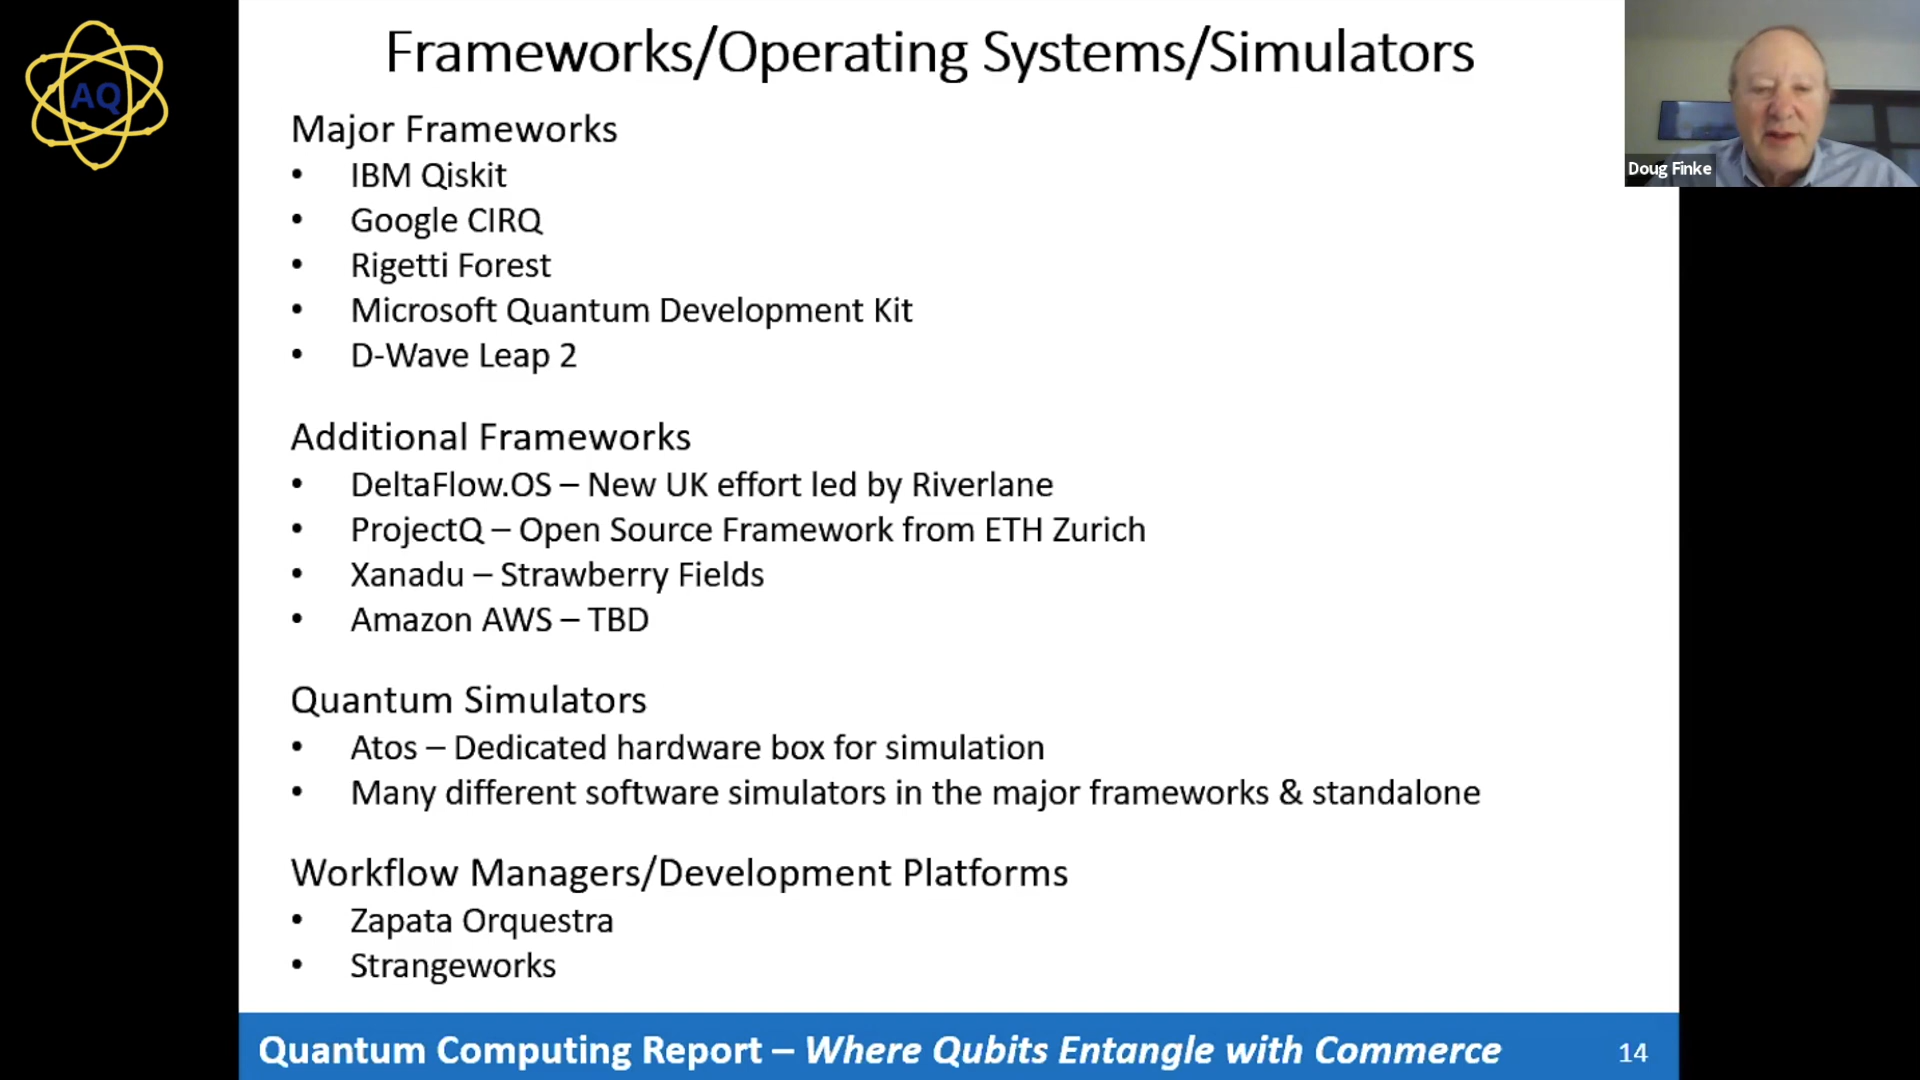 Frameworks/Operating Systems/Simulators
AQ
Doug Finke
Major Frameworks
• IBM Qiskit
• Google CIRQ
• Rigetti Forest
• Microsoft Quantum Development Kit
• D-Wave Leap 2
Additional Frameworks
• DeltaFlow.OS – New UK effort led by Riverlane
• ProjectQ – Open Source Framework from ETH Zurich
• Xanadu – Strawberry Fields
• Amazon AWS – TBD
Quantum Simulators
• Atos – Dedicated hardware box for simulation
• Many different software simulators in the major frameworks & standalone
Workflow Managers/Development Platforms
• Zapata Orquestra
• Strangeworks
Quantum Computing Report – Where Qubits Entangle with Commerce 14